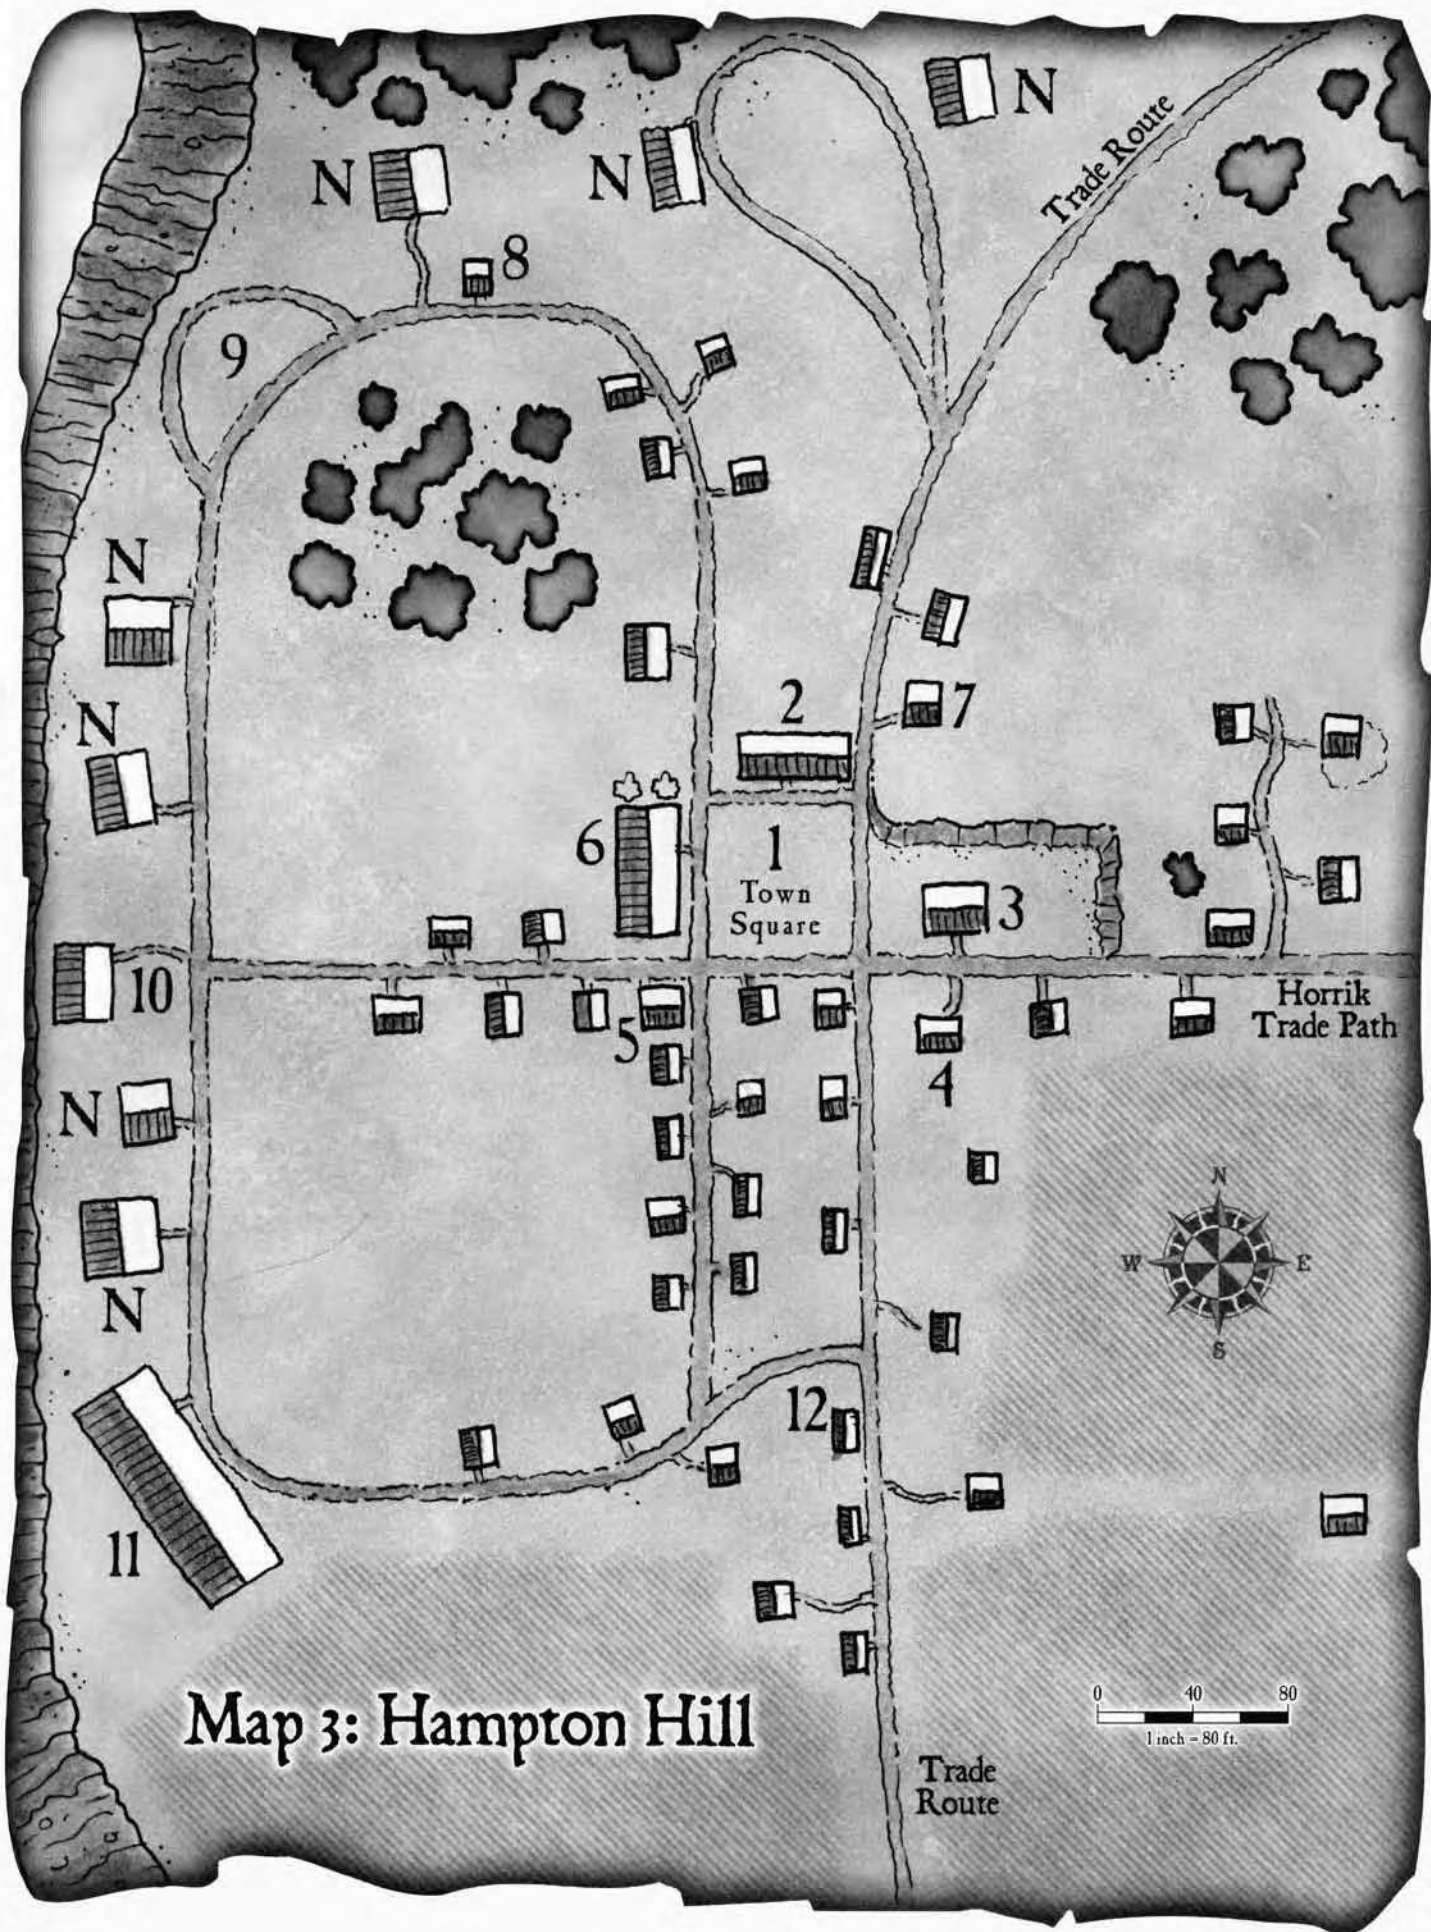 N
N
N
Trade Route
8
9
N
N
2
7
6
1
Town
Square
3
10
5
4
Horrik
Trade Path
N
N
N
W
E
S
12
11
Map 3: Hampton Hill
0 40 80
1 inch = 80 ft.
Trade
Route